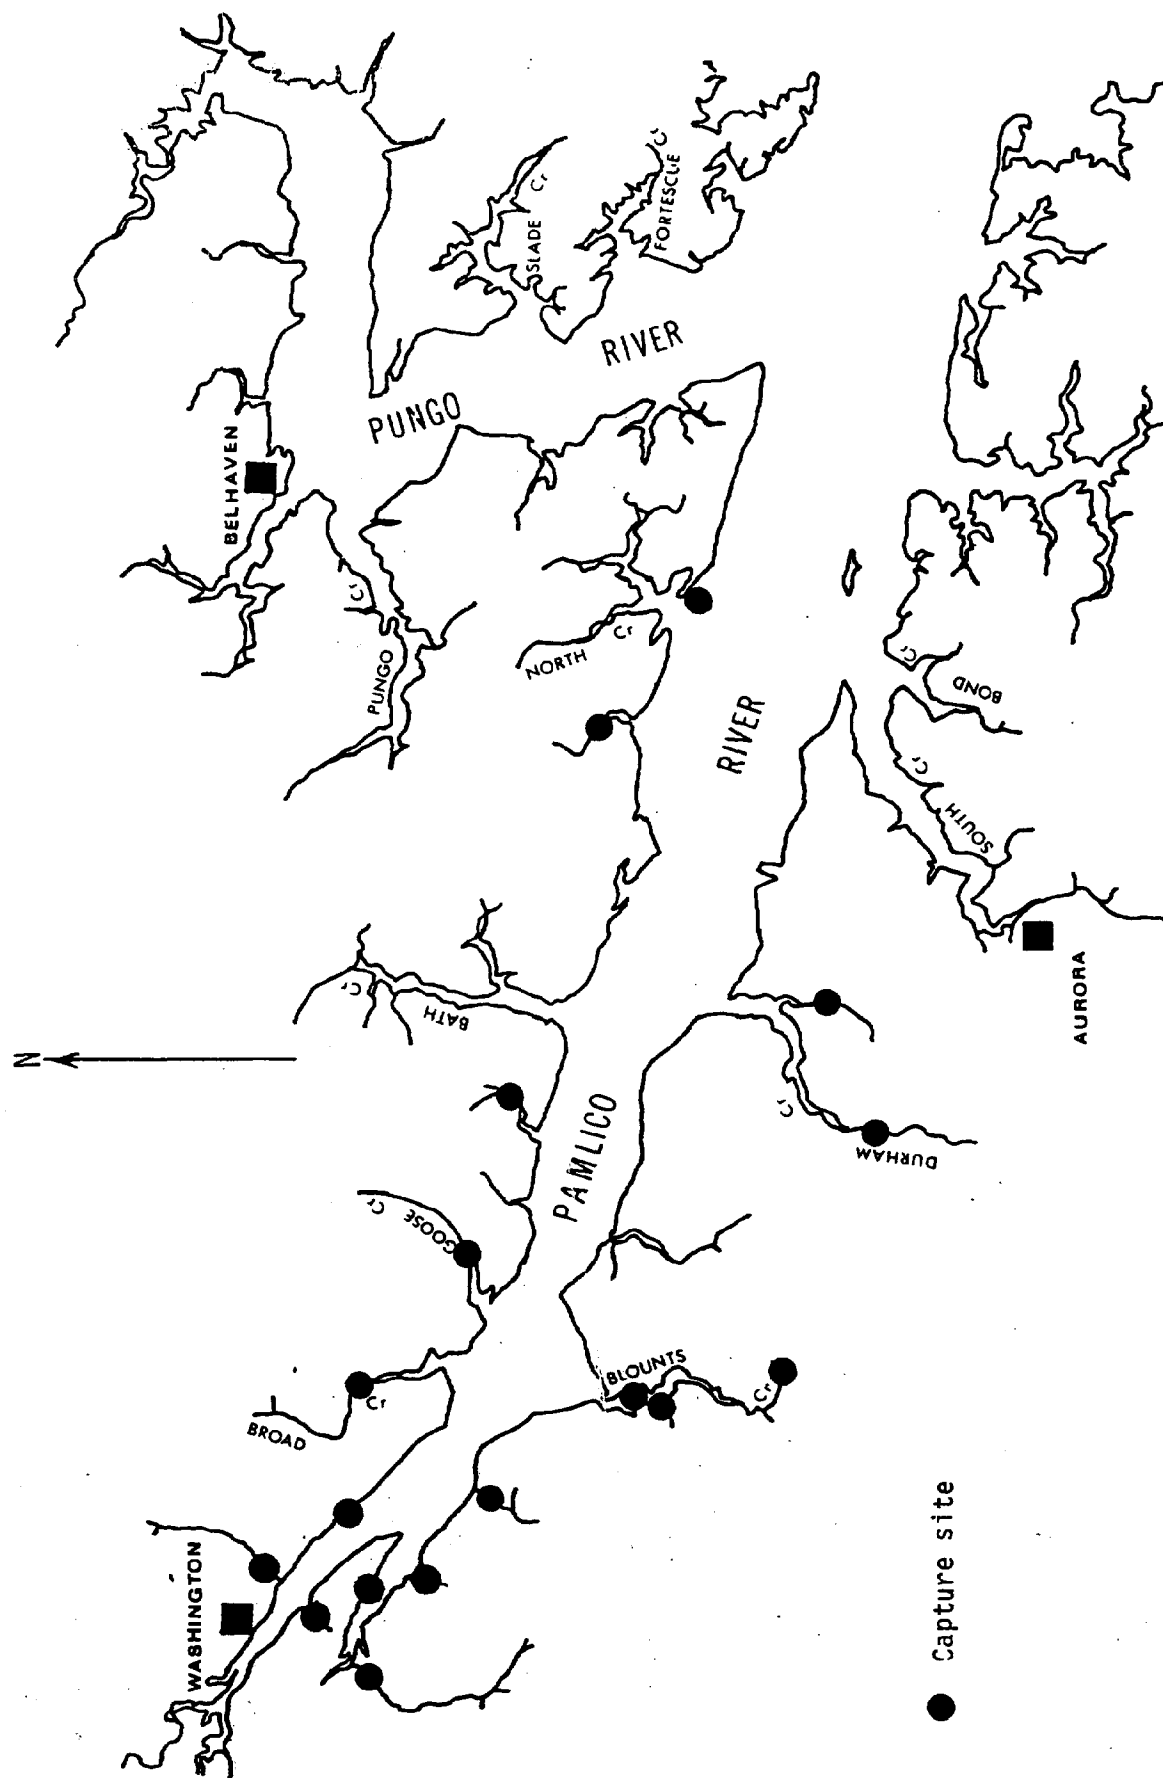 N
WASHINGTON
BROAD
Cr
GOOSE
Cr
BATH
Cr
BELHAVEN
PUNGO
Cr
PUNGO
RIVER
SLADE
Cr
FORTESCUE
Cr
NORTH
Cr
PAMLICO
RIVER
BLOUNTS
Cr
DURHAM
Cr
AURORA
SOUTH
Cr
BOND
Cr
Capture site